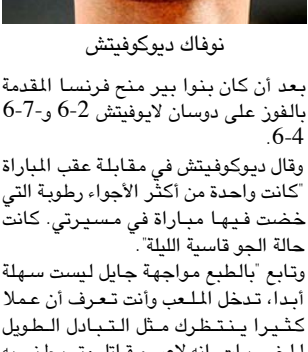 نوفاك ديوكوفيتش
بعد أن كان بنوا بير منح فرنسا المقدمة
بالفوز على دوسان لايوفيتش 2-6 و-7-6
6-4.
وقال ديوكوفيتش في مقابلة عقب المباراة
"كانت واحدة من أكثر الأجواء رطوبة التي
خضت فيها مباراة في مسيرتي. كانت
حالة الجو قاسية الليلة".
وتابع "بالطبع مواجهة جايل ليست سهلة
أبدا، تدخل الملعب وأنت تعرف أن عملا
كثيرا ينتظرك مثل التبادل الطويل